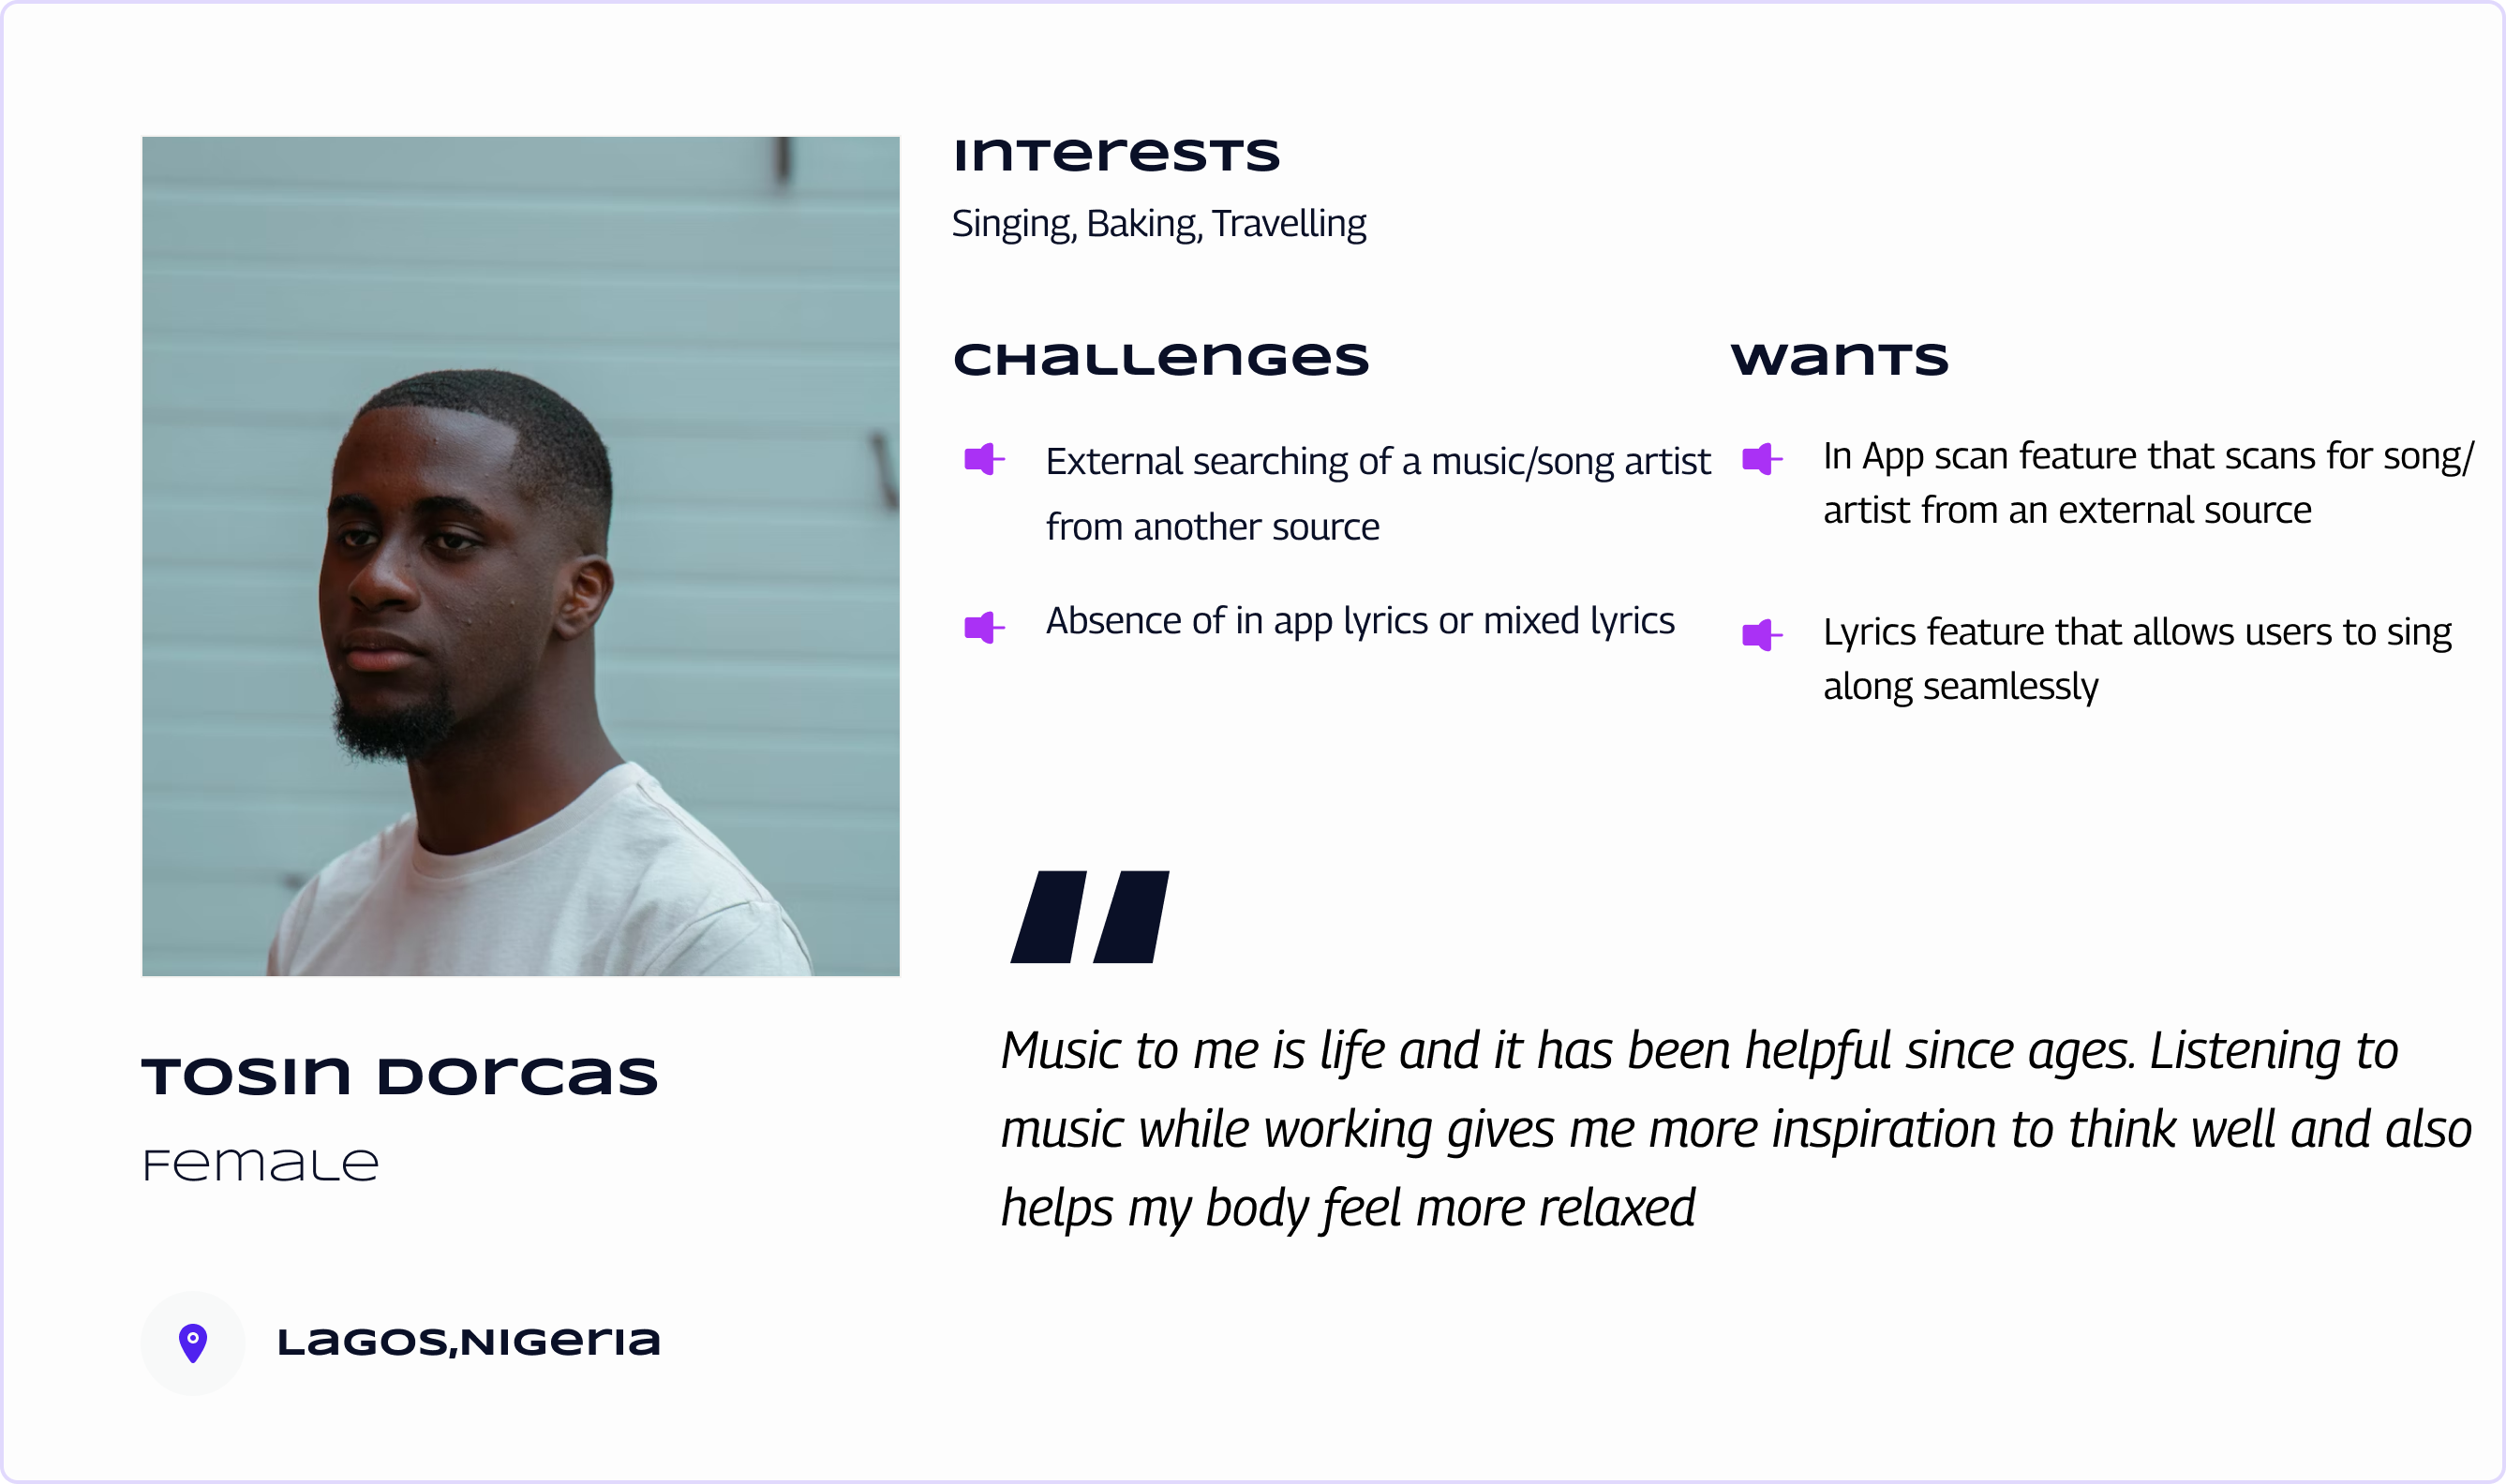 Interests
Singing, Baking, Travelling
Challenges
External searching of a music/song artist
from another source
Absence of in app lyrics or mixed lyrics
Wants
In App scan feature that scans for song/
artist from an external source
Lyrics feature that allows users to sing
along seamlessly
"
Music to me is life and it has been helpful since ages. Listening to
music while working gives me more inspiration to think well and also
helps my body feel more relaxed
Tosin Dorcas
Female
Lagos,Nigeria